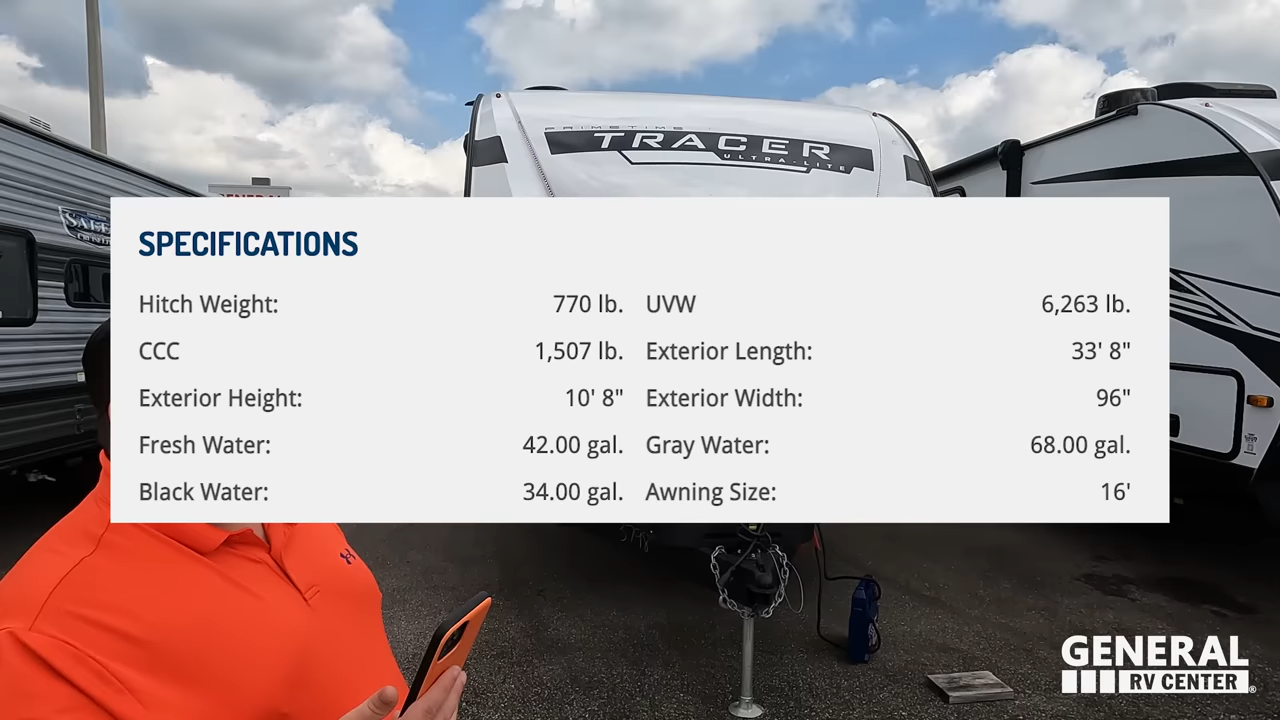 PRIMETIME
TRACER
ULTRA-LITE
GENERAL
SPECIFICATIONS
Hitch Weight: 770 lb. UVW 6,263 lb.
CCC 1,507 lb. Exterior Length: 33' 8"
Exterior Height: 10' 8" Exterior Width: 96"
Fresh Water: 42.00 gal. Gray Water: 68.00 gal.
Black Water: 34.00 gal. Awning Size: 16'
GENERAL
RV CENTER®